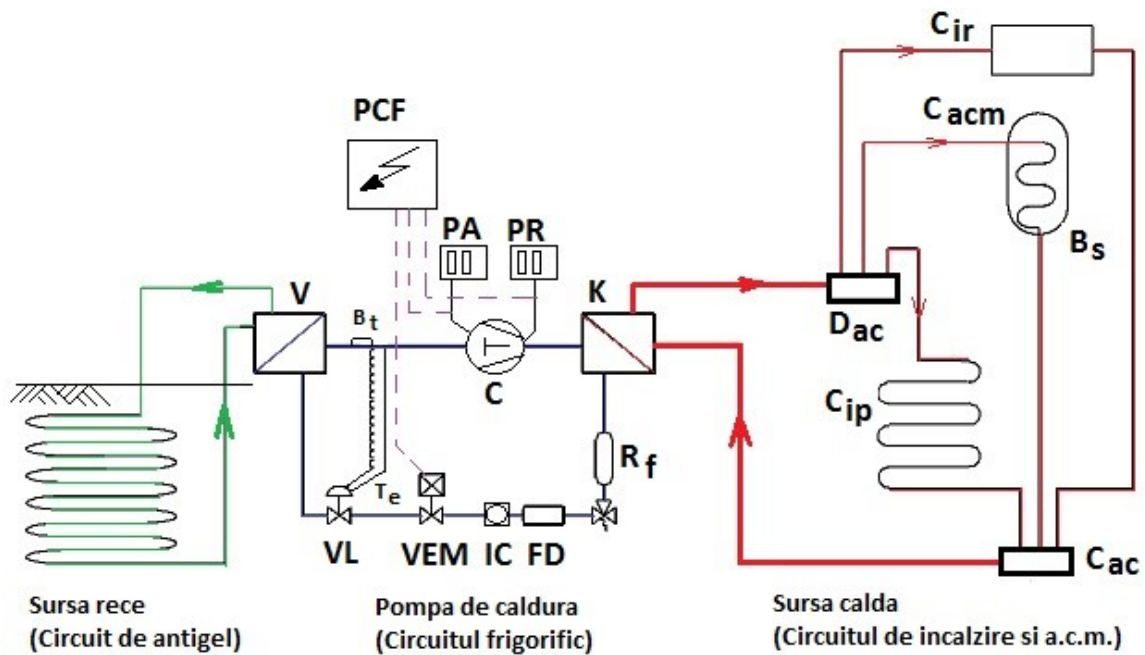 C ir
C acm
PCF
PA
PR
B s
V
K
B t
D ac
C
C ip
R f
T e
VL
VEM
IC
FD
C ac
Sursa rece
(Circuit de antigel)
Pompa de caldura
(Circuitul frigorific)
Sursa calda
(Circuitul de incalzire si a.c.m.)